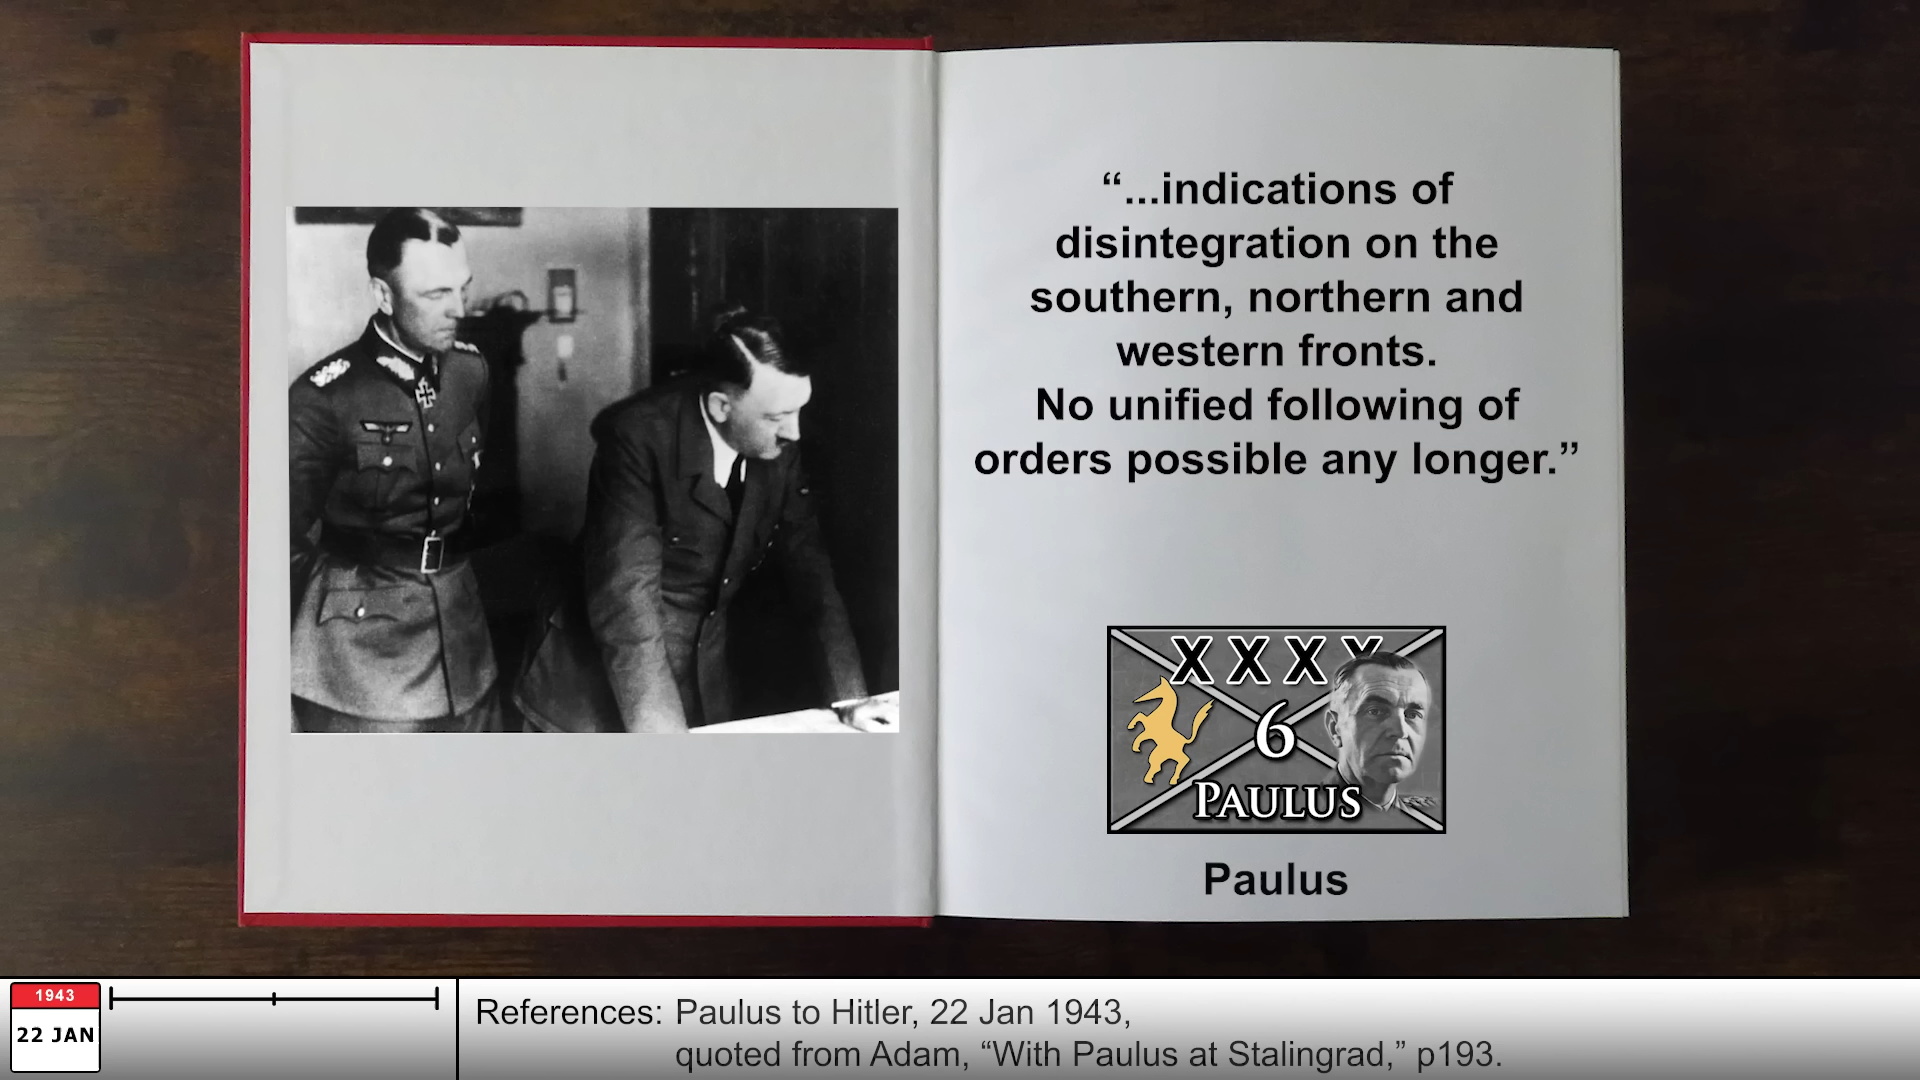 “...indications of
disintegration on the
southern, northern and
western fronts.
No unified following of
orders possible any longer.”
XXXX
6
PAULUS
Paulus
1943
22 JAN
References: Paulus to Hitler, 22 Jan 1943,
quoted from Adam, “With Paulus at Stalingrad,” p193.